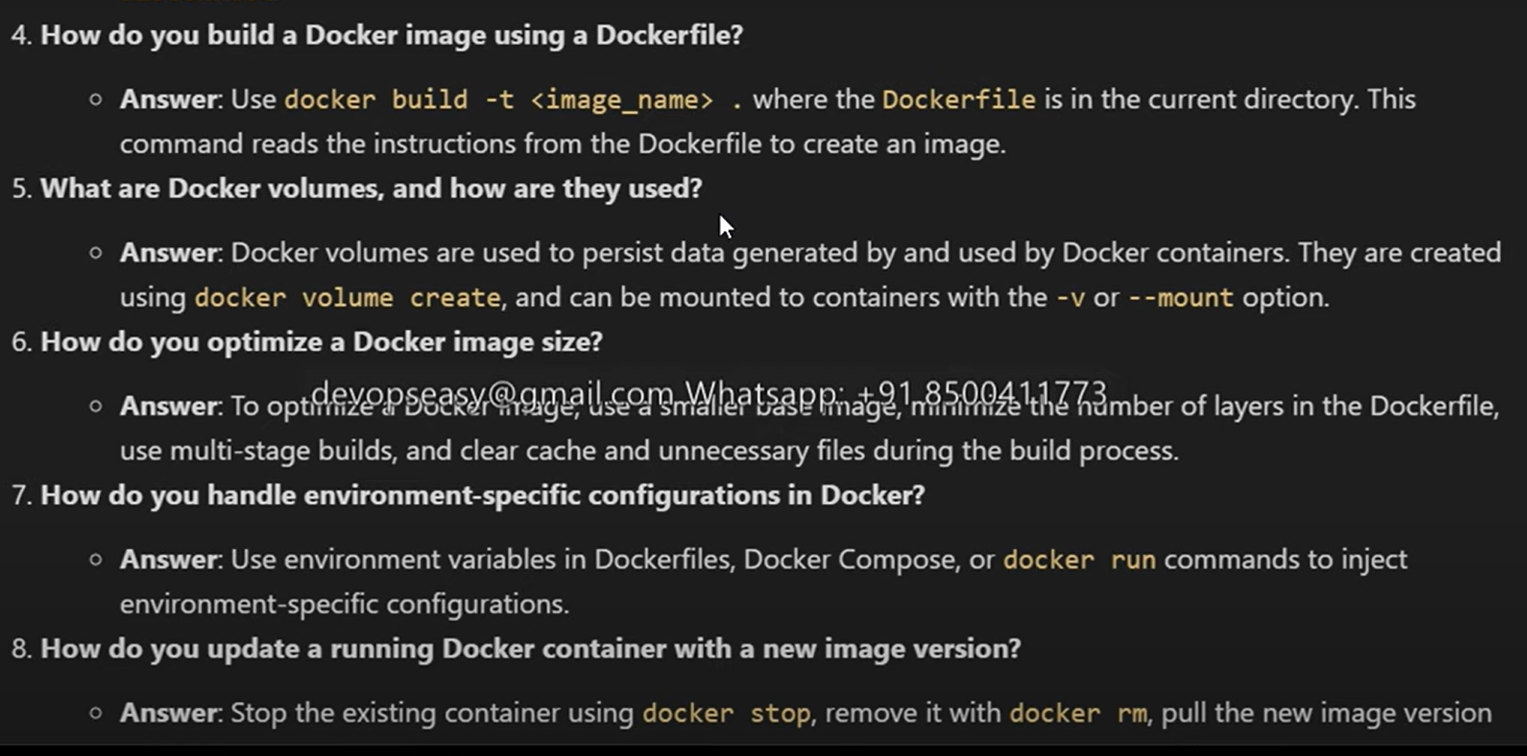 4. How do you build a Docker image using a Dockerfile?
○ Answer: Use docker build -t <image_name> . where the Dockerfile is in the current directory. This
command reads the instructions from the Dockerfile to create an image.
5. What are Docker volumes, and how are they used?
○ Answer: Docker volumes are used to persist data generated by and used by Docker containers. They are created
using docker volume create, and can be mounted to containers with the -v or --mount option.
6. How do you optimize a Docker image size?
devopseasy@gmail.com Whatsapp: +91 8500411773
○ Answer: To optimize a Docker image, use a smaller base image, minimize the number of layers in the Dockerfile,
use multi-stage builds, and clear cache and unnecessary files during the build process.
7. How do you handle environment-specific configurations in Docker?
○ Answer: Use environment variables in Dockerfiles, Docker Compose, or docker run commands to inject
environment-specific configurations.
8. How do you update a running Docker container with a new image version?
○ Answer: Stop the existing container using docker stop, remove it with docker rm, pull the new image version